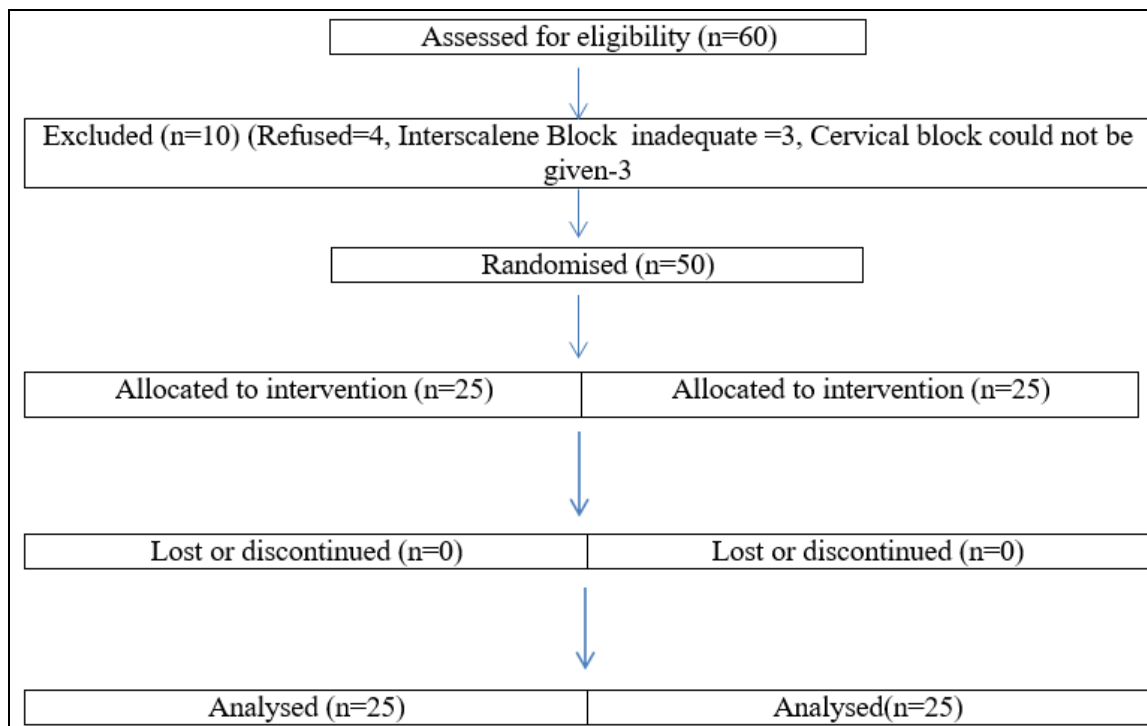 Assessed for eligibility (n=60)
Excluded (n=10) (Refused=4, Interscalene Block inadequate =3, Cervical block could not be
given-3
Randomised (n=50)
Allocated to intervention (n=25) Allocated to intervention (n=25)
Lost or discontinued (n=0) Lost or discontinued (n=0)
Analysed (n=25) Analysed(n=25)